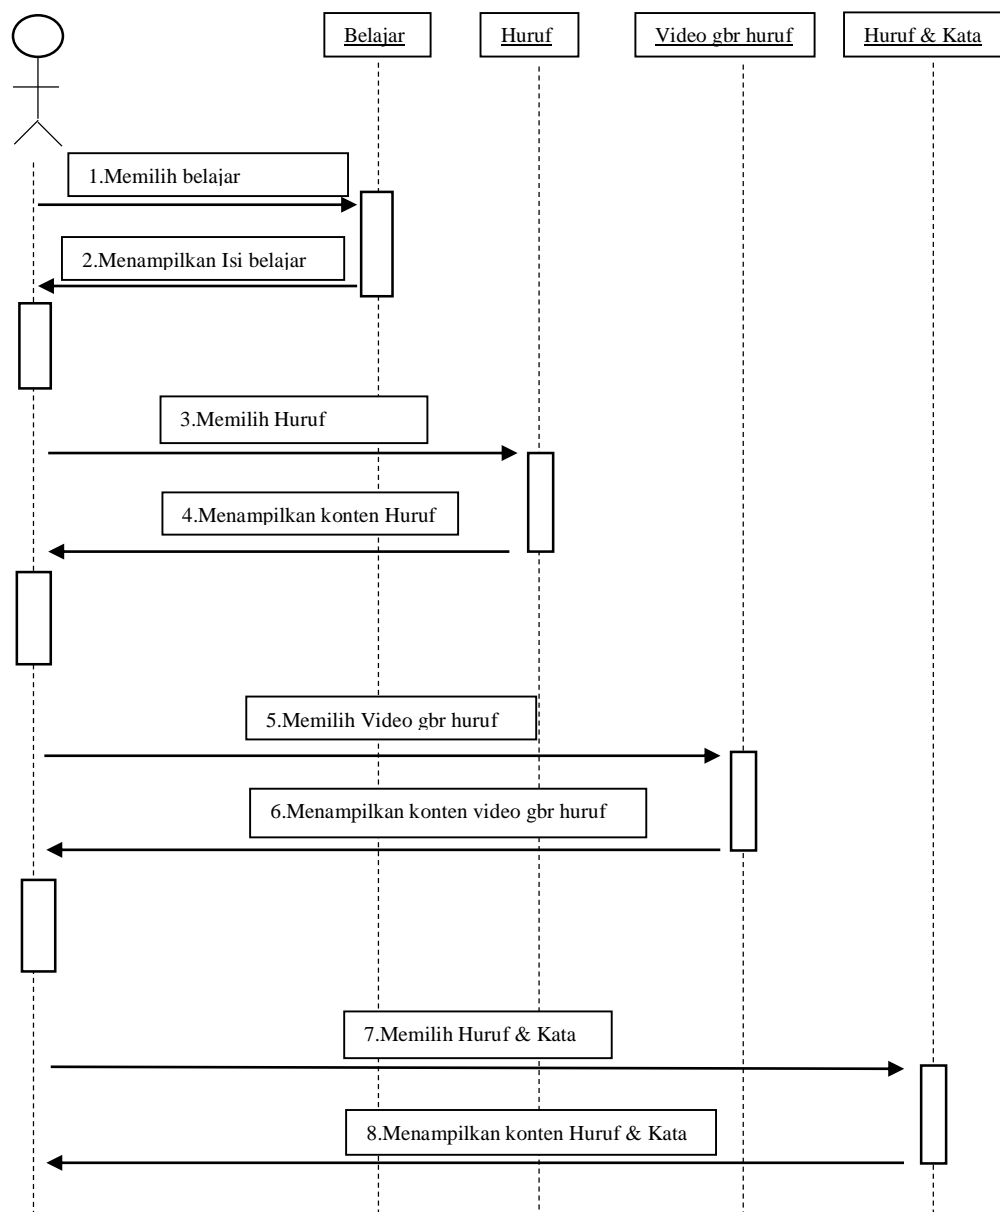 Belajar
Huruf
Video gbr huruf
Huruf & Kata
1.Memilih belajar
2.Menampilkan Isi belajar
3.Memilih Huruf
4.Menampilkan konten Huruf
5.Memilih Video gbr huruf
6.Menampilkan konten video gbr huruf
7.Memilih Huruf & Kata
8.Menampilkan konten Huruf & Kata